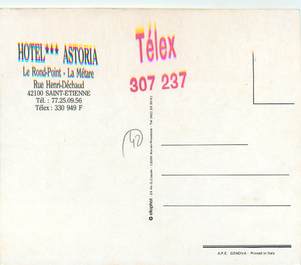 HOTEL*** ASTORIA
Le Rond-Point - La Métare
Rue Henri-Déchaud
42100 SAINT-ETIENNE
Tél. : 77.25.09.56
Télex : 330 949 F
Télex
307 237
42
A.P.E. GENOVA - Printed in Italy